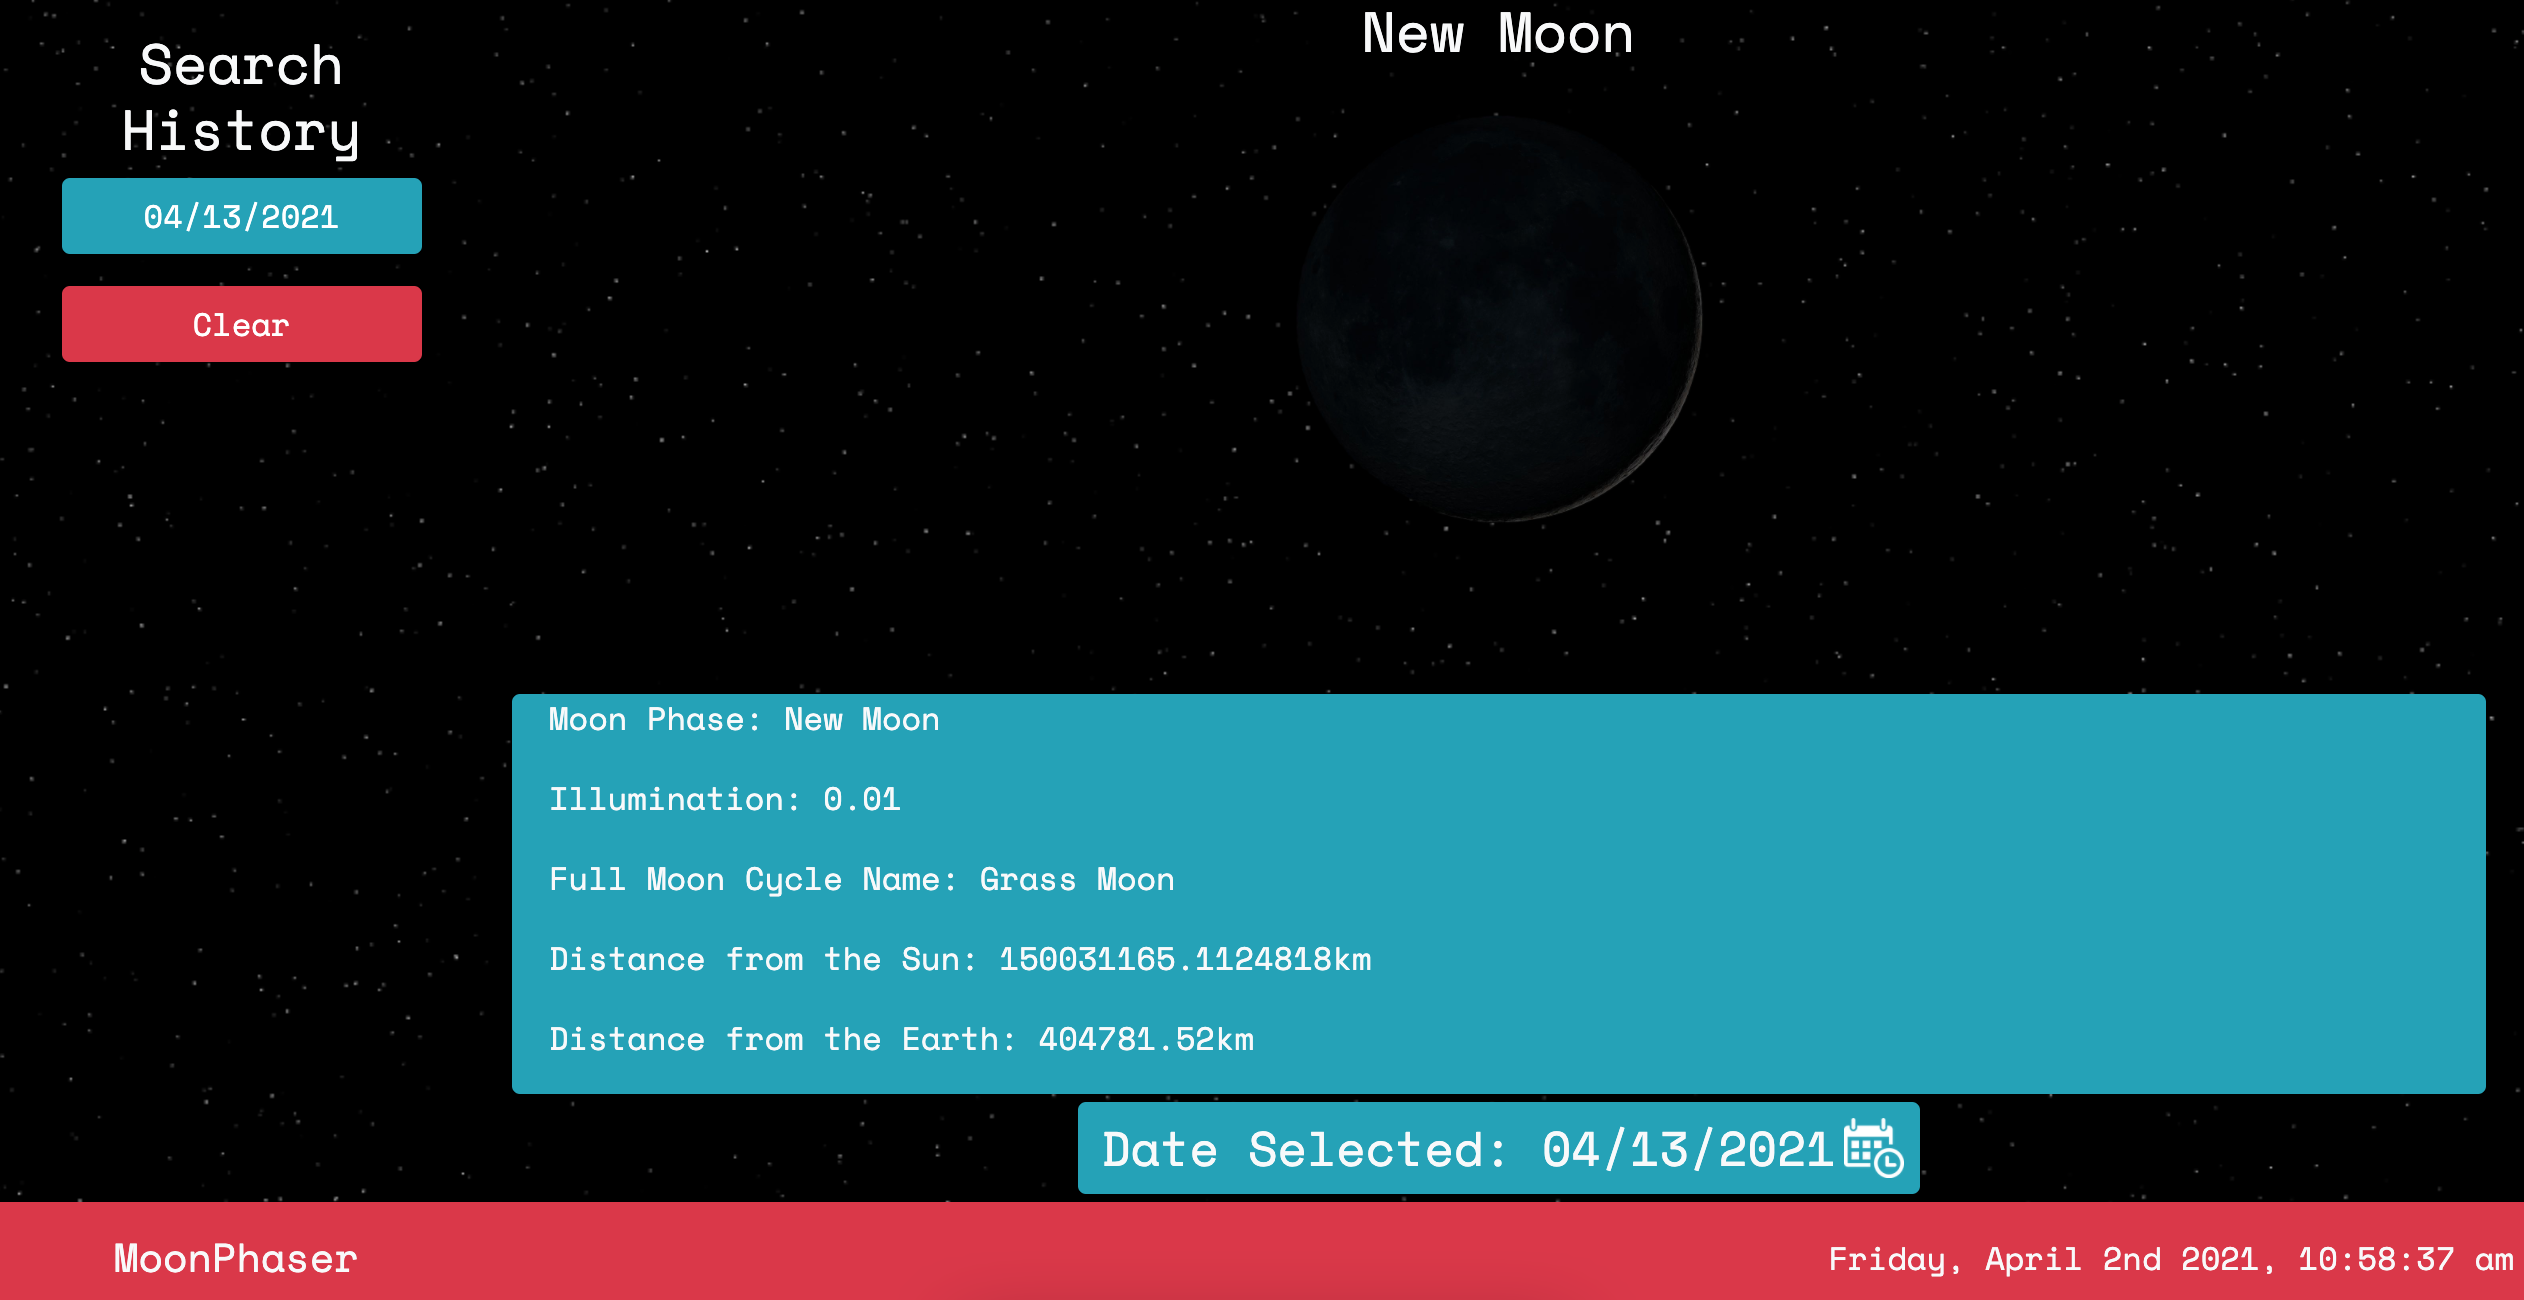 Search
History
04/13/2021
Clear
New Moon
Moon Phase: New Moon
Illumination: 0.01
Full Moon Cycle Name: Grass Moon
Distance from the Sun: 150031165.1124818km
Distance from the Earth: 404781.52km
Date Selected: 04/13/2021
MoonPhaser
Friday, April 2nd 2021, 10:58:37 am